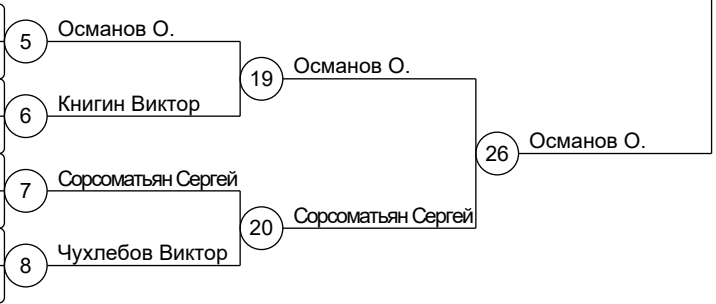 5 Османов О.
19 Османов О.
6 Книгин Виктор
26 Османов О.
7 Сорсоматьян Сергей
20 Сорсоматьян Сергей
8 Чухлебов Виктор